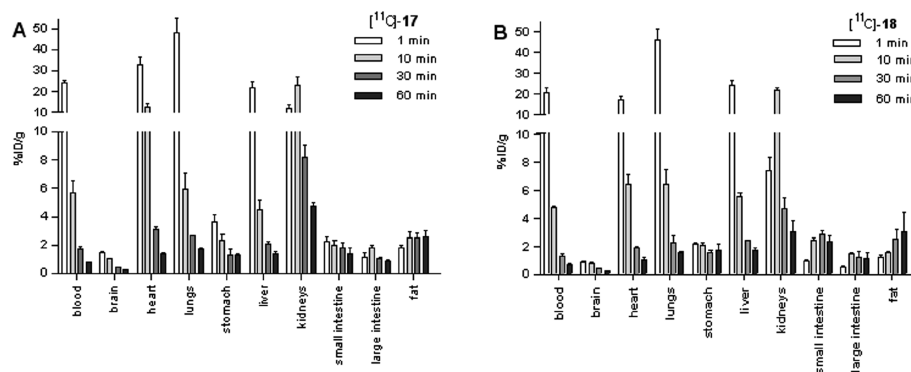 A
[¹¹C]-17
1 min
10 min
30 min
60 min
50
40
30
20
10
10
8
6
4
2
0
%ID/g
blood
brain
heart
lungs
stomach
liver
kidneys
small intestine
large intestine
fat
B
[¹¹C]-18
1 min
10 min
30 min
60 min
50
40
30
20
10
10
8
6
4
2
0
%ID/g
blood
brain
heart
lungs
stomach
liver
kidneys
small intestine
large intestine
fat